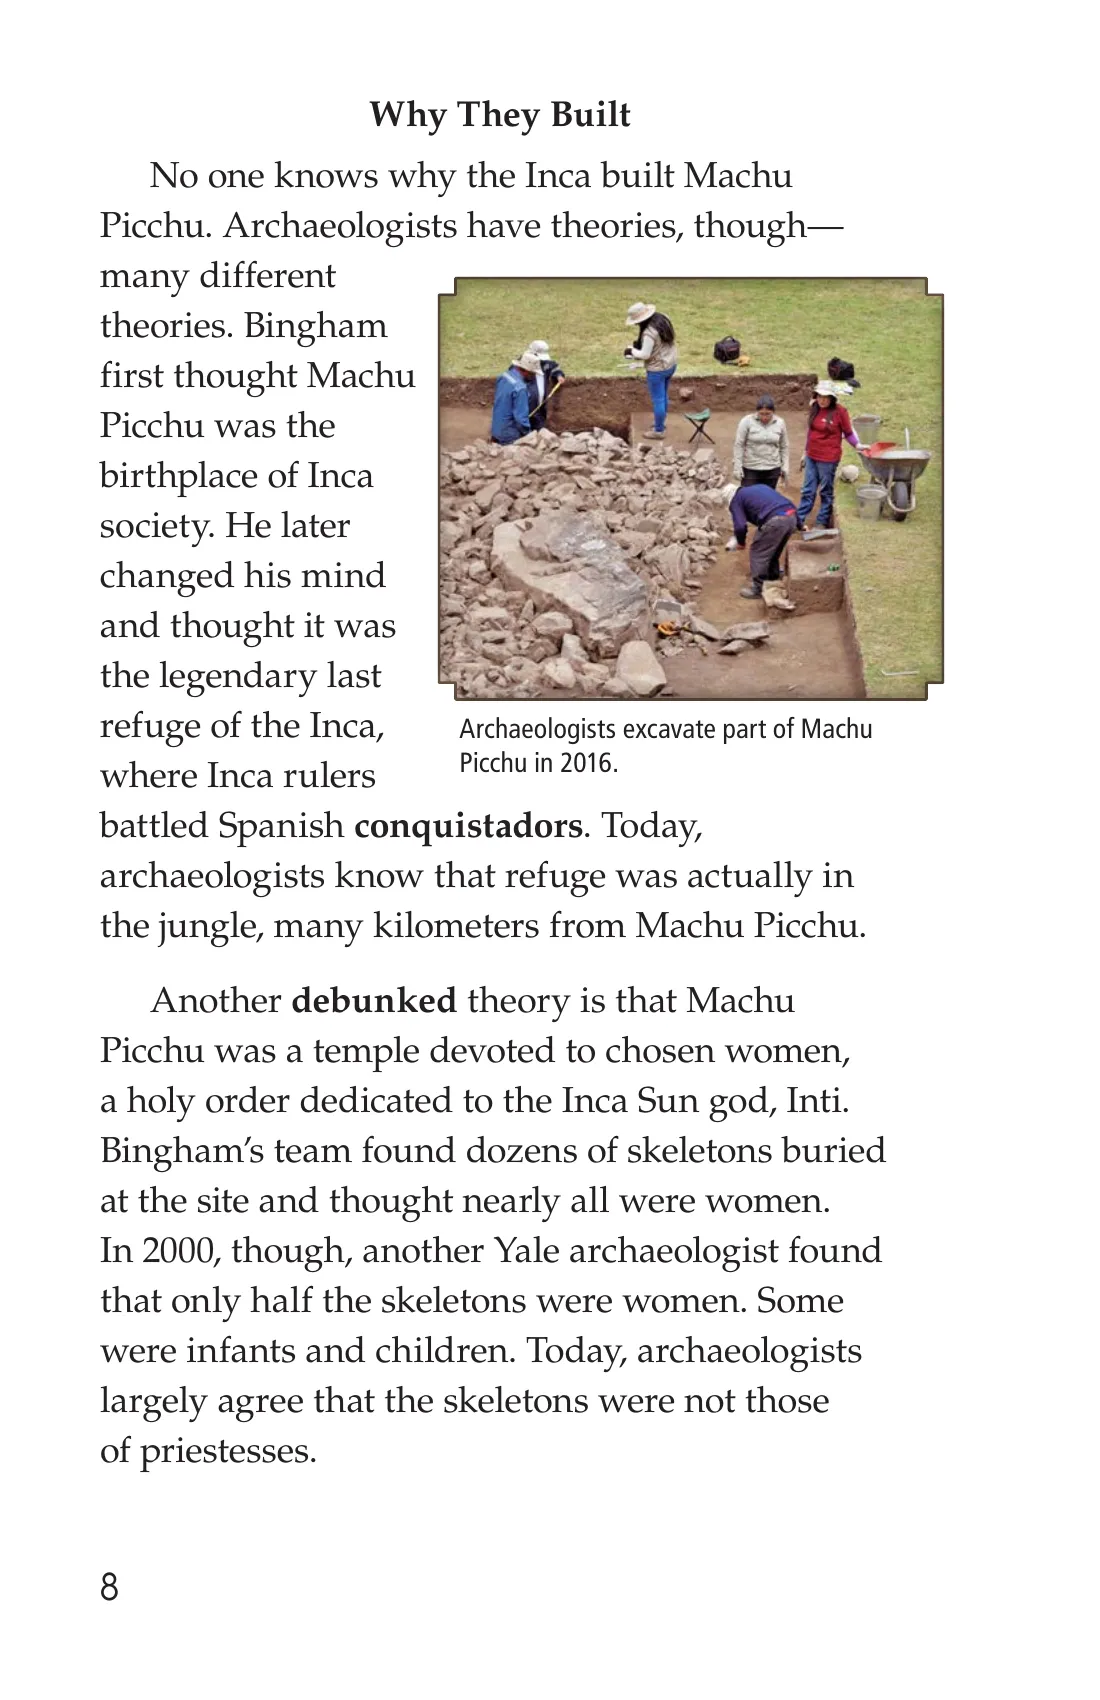 Why They Built
No one knows why the Inca built Machu
Picchu. Archaeologists have theories, though—
many different
theories. Bingham
first thought Machu
Picchu was the
birthplace of Inca
society. He later
changed his mind
and thought it was
the legendary last
refuge of the Inca,
where Inca rulers
battled Spanish conquistadors. Today,
archaeologists know that refuge was actually in
the jungle, many kilometers from Machu Picchu.
Archaeologists excavate part of Machu
Picchu in 2016.
Another debunked theory is that Machu
Picchu was a temple devoted to chosen women,
a holy order dedicated to the Inca Sun god, Inti.
Bingham’s team found dozens of skeletons buried
at the site and thought nearly all were women.
In 2000, though, another Yale archaeologist found
that only half the skeletons were women. Some
were infants and children. Today, archaeologists
largely agree that the skeletons were not those
of priestesses.
8